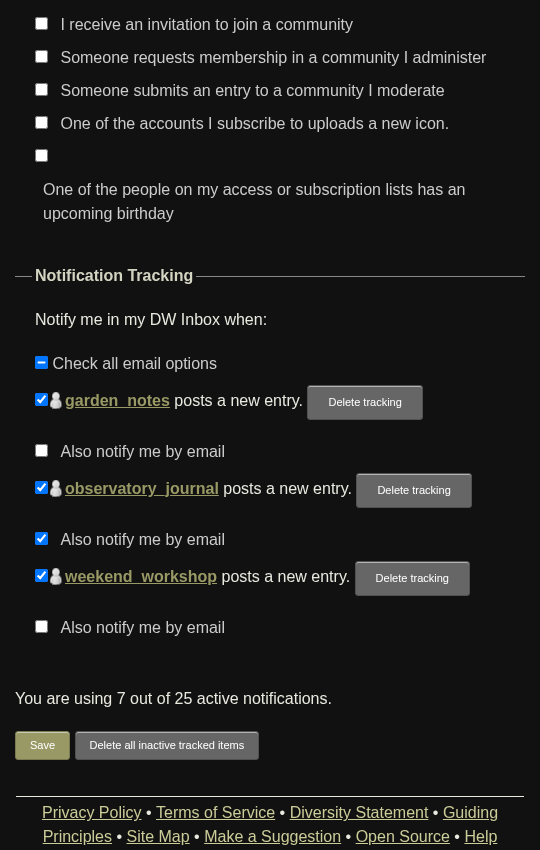 I receive an invitation to join a community
Someone requests membership in a community I administer
Someone submits an entry to a community I moderate
One of the accounts I subscribe to uploads a new icon.
One of the people on my access or subscription lists has an
upcoming birthday
Notification Tracking
Notify me in my DW Inbox when:
Check all email options
garden_notes posts a new entry. Delete tracking
Also notify me by email
observatory_journal posts a new entry. Delete tracking
Also notify me by email
weekend_workshop posts a new entry. Delete tracking
Also notify me by email
You are using 7 out of 25 active notifications.
Save Delete all inactive tracked items
Privacy Policy • Terms of Service • Diversity Statement • Guiding
Principles • Site Map • Make a Suggestion • Open Source • Help